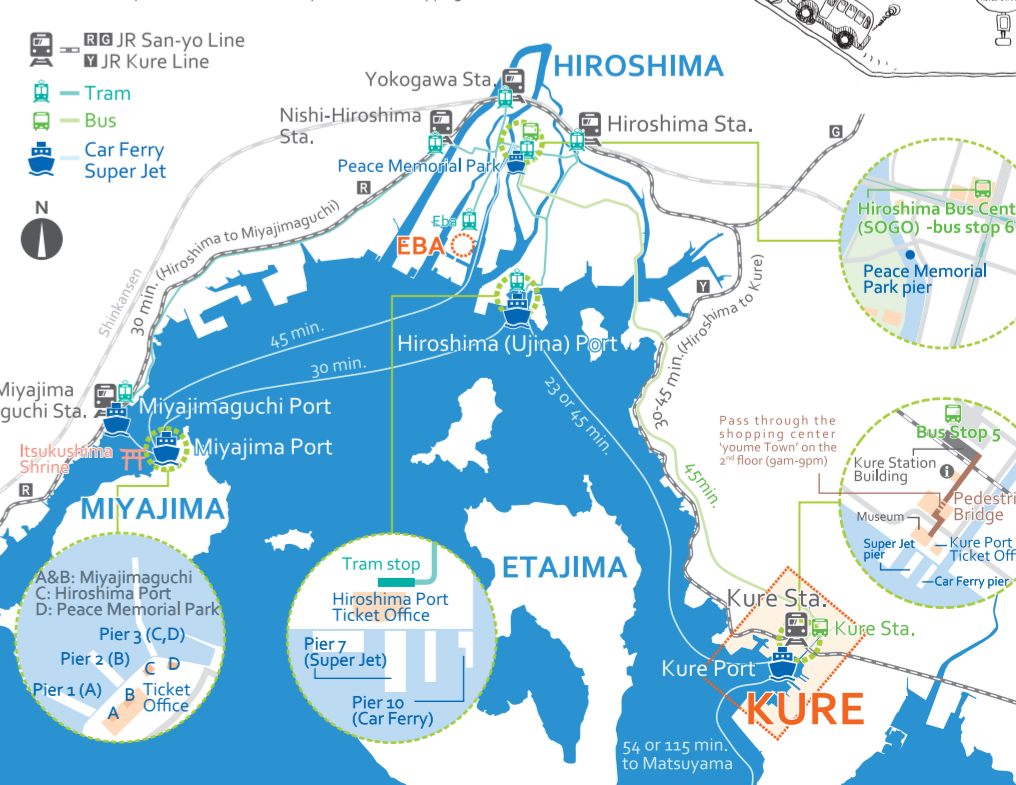 R G JR San-yo Line
Y JR Kure Line
Tram
Bus
Car Ferry
Super Jet
N
HIROSHIMA
Yokogawa Sta.
Nishi-Hiroshima
Sta.
Hiroshima Sta.
Peace Memorial Park
G
R
Eba
EBA
Shinkansen
30 min. (Hiroshima to Miyajimaguchi)
45 min.
30 min.
Hiroshima (Ujina) Port
23 or 45 min.
Y
30-45 min. (Hiroshima to Kure)
45min.
Hiroshima Bus Cent
(SOGO) -bus stop 6
Peace Memorial
Park pier
Miyajima
guchi Sta.
Miyajimaguchi Port
Miyajima Port
Itsukushima
Shrine
R
MIYAJIMA
A&B: Miyajimaguchi
C: Hiroshima Port
D: Peace Memorial Park
Pier 3 (C,D)
Pier 2 (B)
C D
Pier 1 (A)
B
A
Ticket
Office
Tram stop
Hiroshima Port
Ticket Office
Pier 7
(Super Jet)
Pier 10
(Car Ferry)
ETAJIMA
Pass through the
shopping center
'youme Town' on the
2nd floor (9am-9pm)
Bus Stop 5
Kure Station
Building
i
Pedestri
Bridge
Museum
Super Jet
pier
Kure Port
Ticket Off
Car Ferry pier
Kure Sta.
Kure Sta.
Kure Port
KURE
54 or 115 min.
to Matsuyama